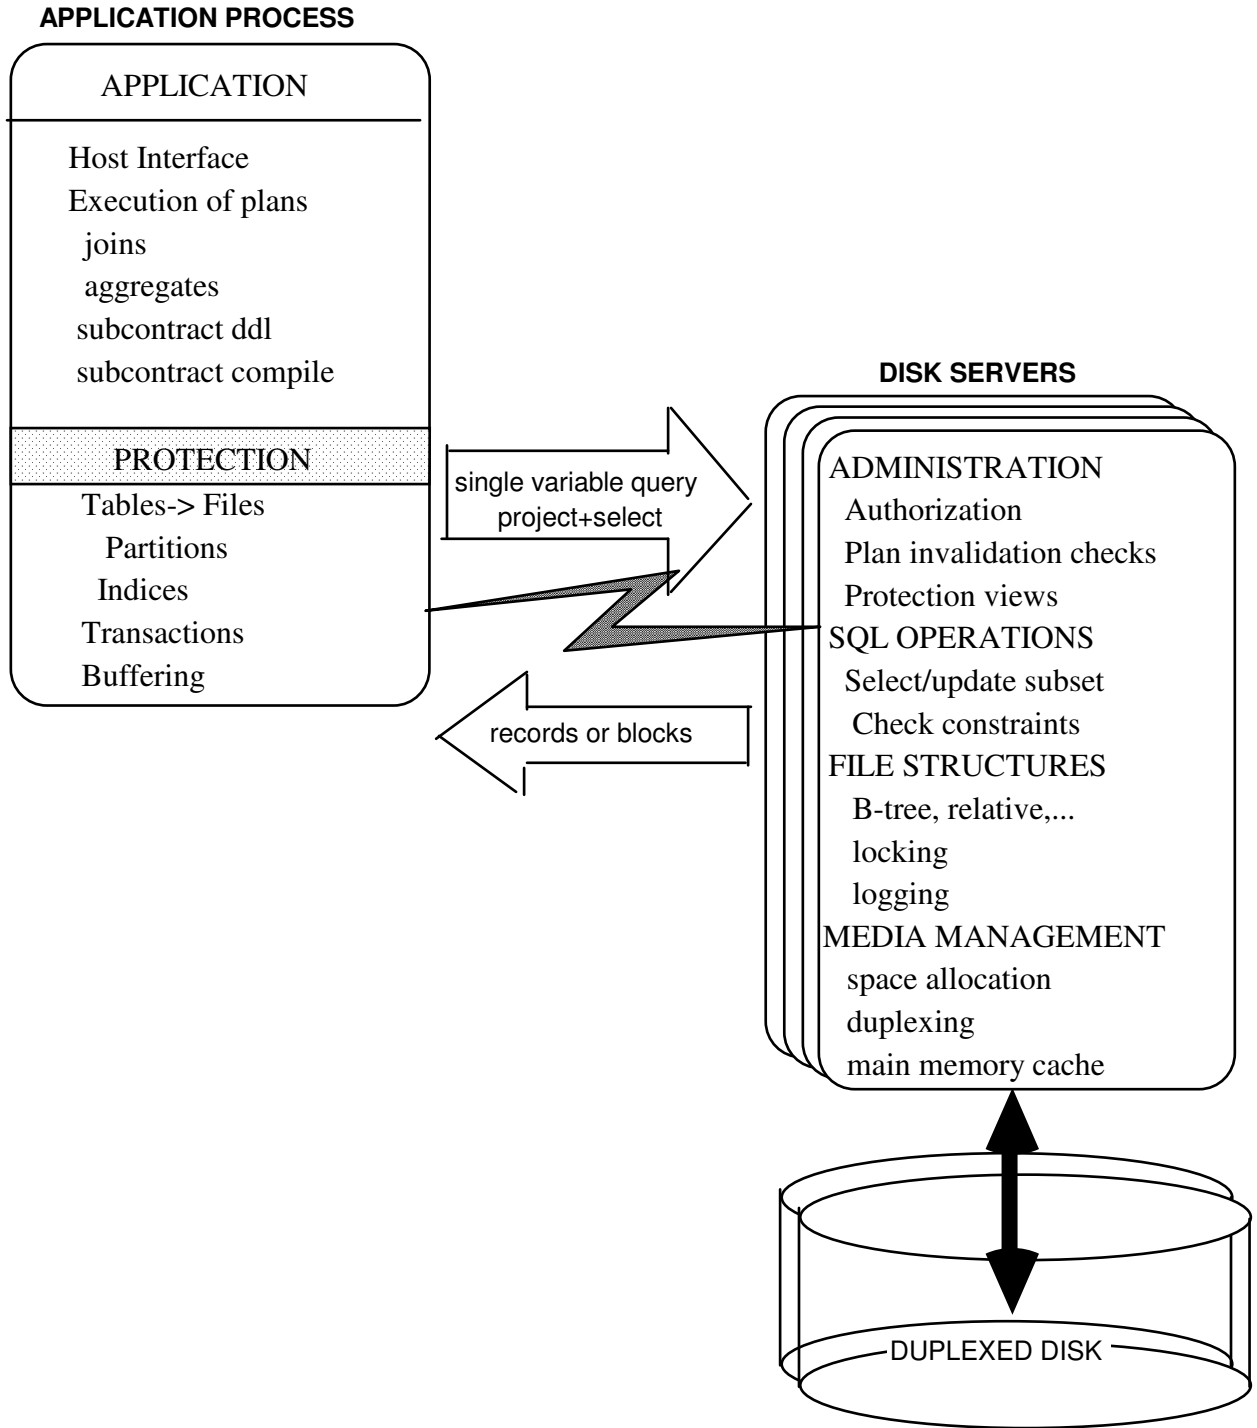 APPLICATION PROCESS
APPLICATION
Host Interface
Execution of plans
joins
aggregates
subcontract ddl
subcontract compile
PROTECTION
Tables-> Files
Partitions
Indices
Transactions
Buffering
single variable query
project+select
records or blocks
DISK SERVERS
ADMINISTRATION
Authorization
Plan invalidation checks
Protection views
SQL OPERATIONS
Select/update subset
Check constraints
FILE STRUCTURES
B-tree, relative,...
locking
logging
MEDIA MANAGEMENT
space allocation
duplexing
main memory cache
DUPLEXED DISK